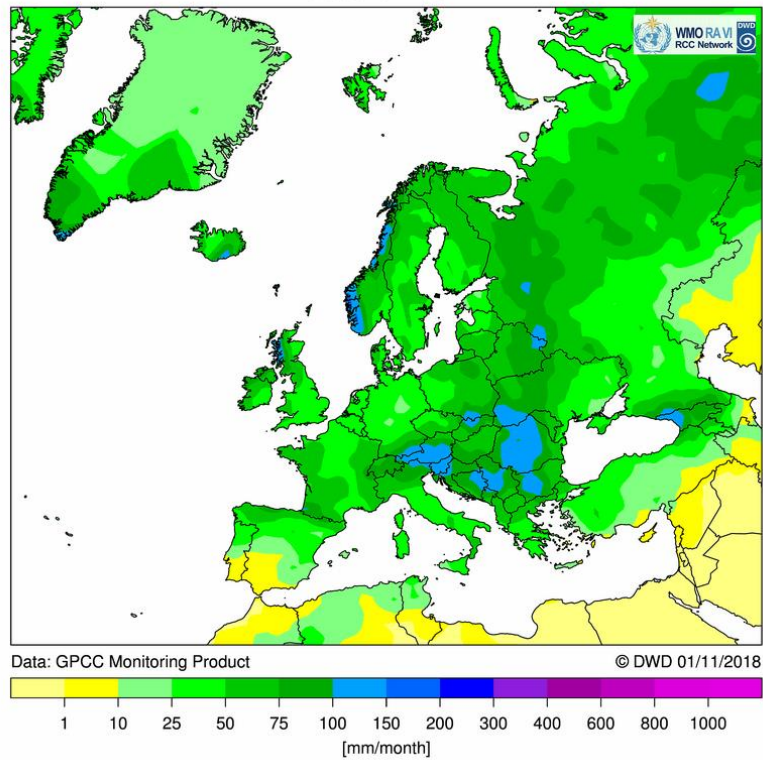 WMO RA VI
RCC Network
DWD
Data: GPCC Monitoring Product
© DWD 01/11/2018
1 10 25 50 75 100 150 200 300 400 600 800 1000
[mm/month]